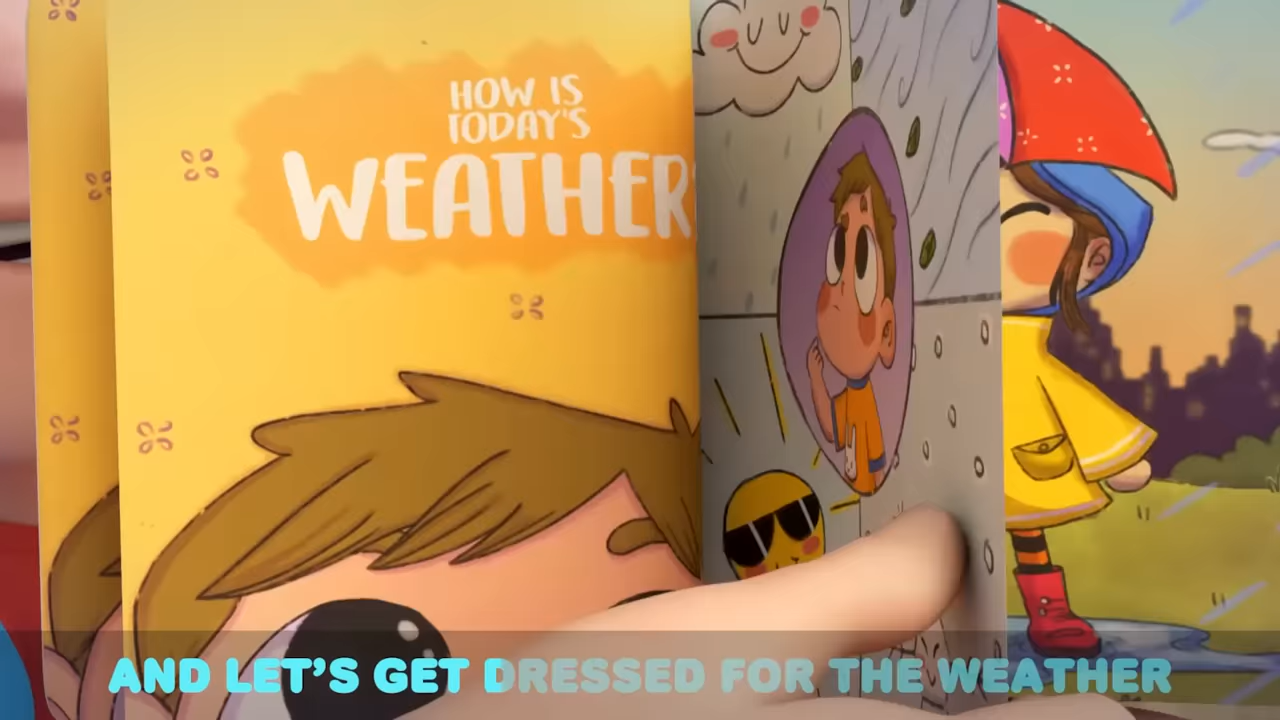 HOW IS
TODAY'S
WEATHER
AND LET'S GET DRESSED FOR THE WEATHER